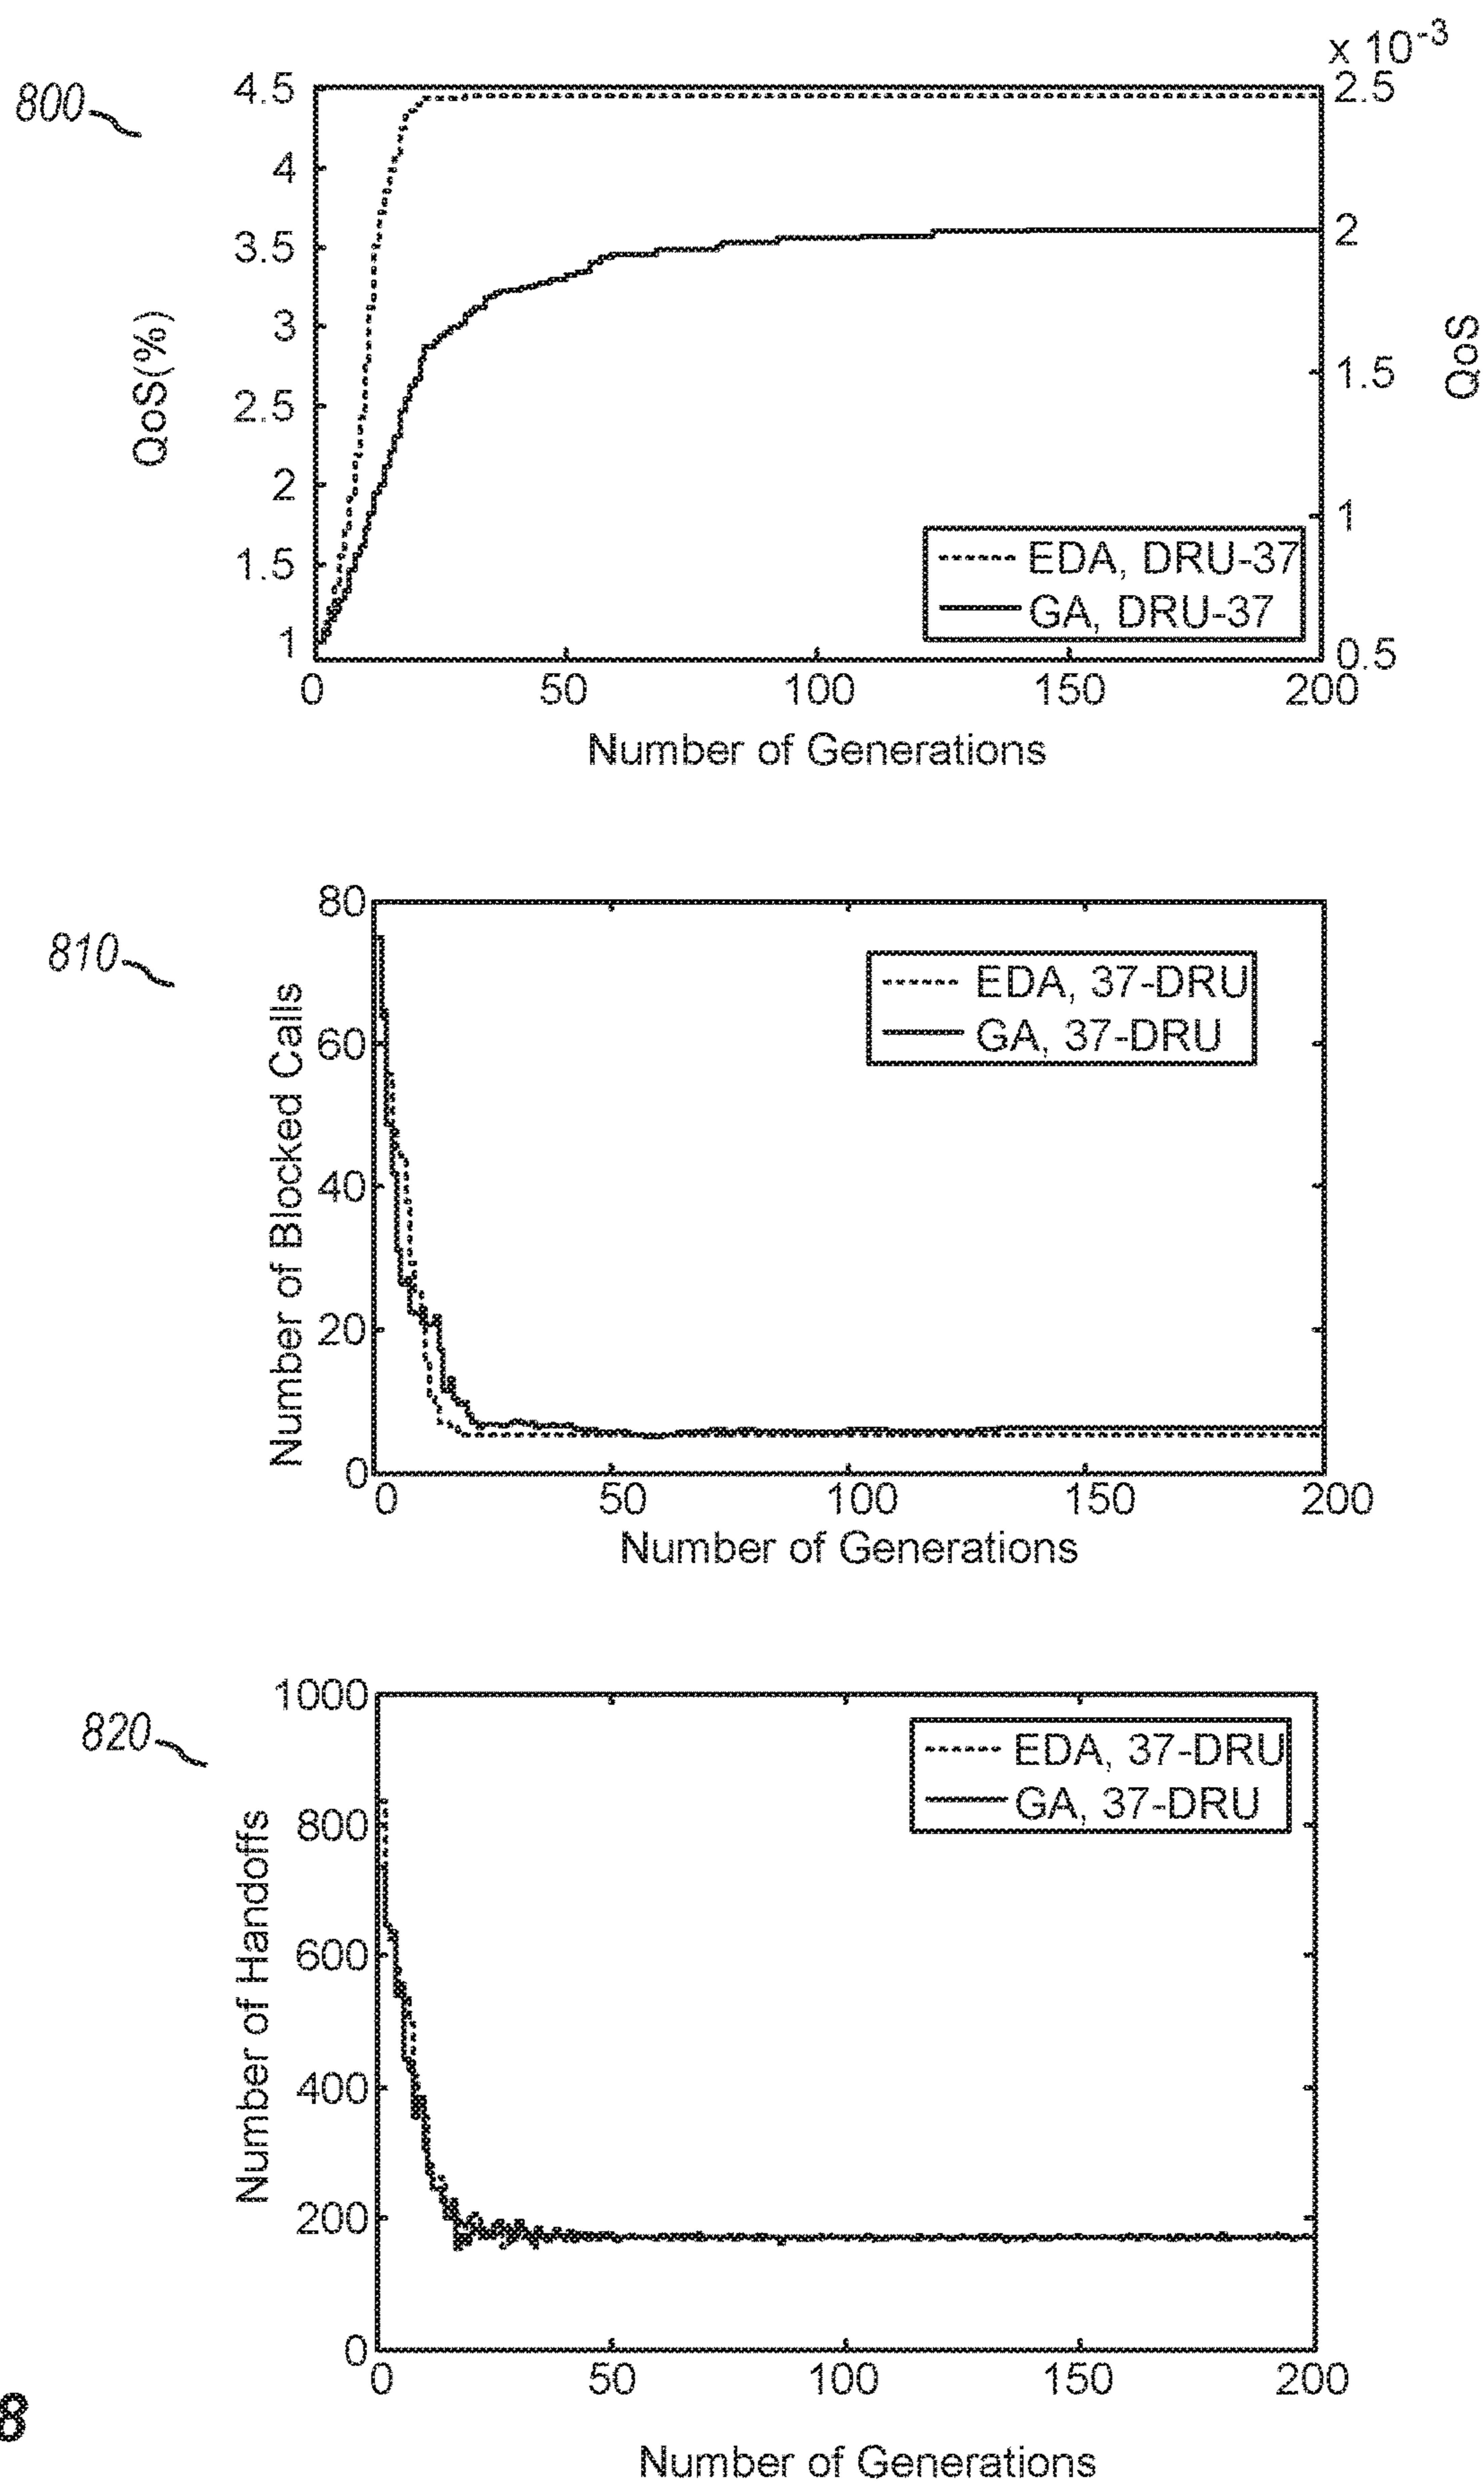 800
x 10-3
4.5
4
3.5
3
2.5
2
1.5
1
QoS(%)
2.5
2
1.5
1
0.5
QoS
EDA, DRU-37
GA, DRU-37
0 50 100 150 200
Number of Generations
810
80
60
40
20
0
Number of Blocked Calls
EDA, 37-DRU
GA, 37-DRU
0 50 100 150 200
Number of Generations
820
1000
800
600
400
200
0
Number of Handoffs
EDA, 37-DRU
GA, 37-DRU
0 50 100 150 200
Number of Generations
8